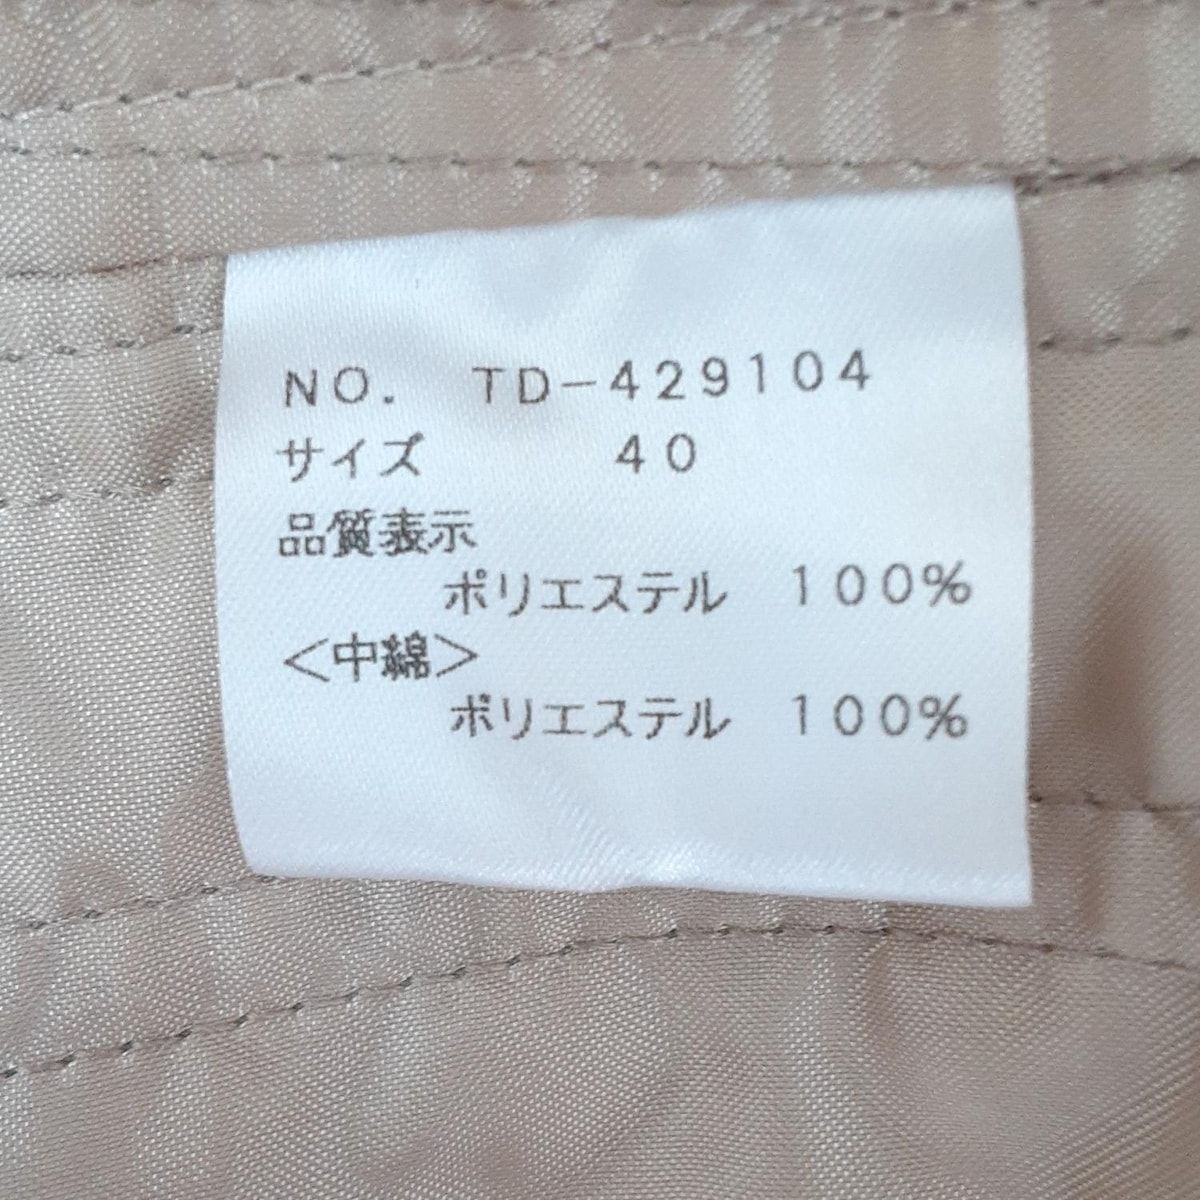 NO. TD-429104
サイズ 40
品質表示
ポリエステル 100%
<中綿>
ポリエステル 100%